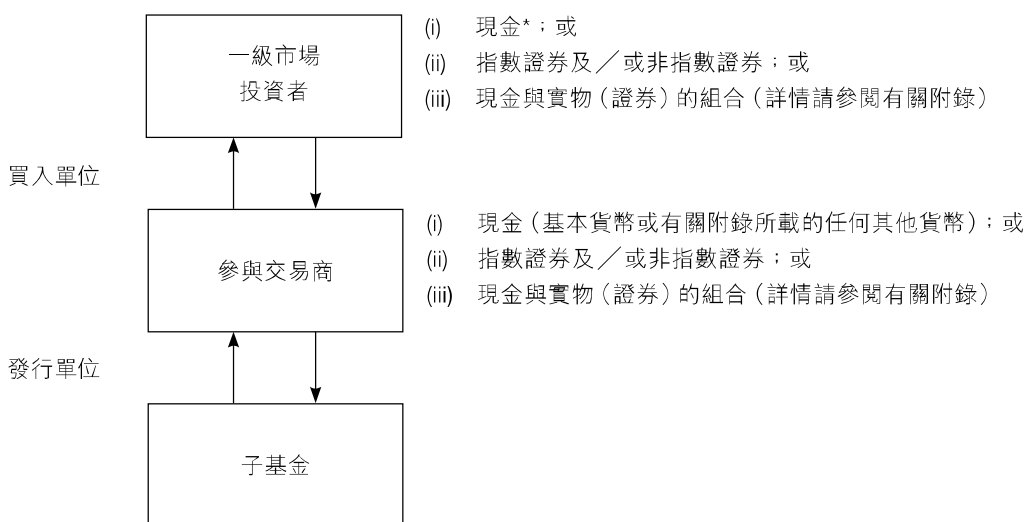 一級市場
投資者
(i) 現金*；或
(ii) 指數證券及／或非指數證券；或
(iii) 現金與實物（證券）的組合（詳情請參閱有關附錄）
買入單位
參與交易商
(i) 現金（基本貨幣或有關附錄所載的任何其他貨幣）；或
(ii) 指數證券及／或非指數證券；或
(iii) 現金與實物（證券）的組合（詳情請參閱有關附錄）
發行單位
子基金